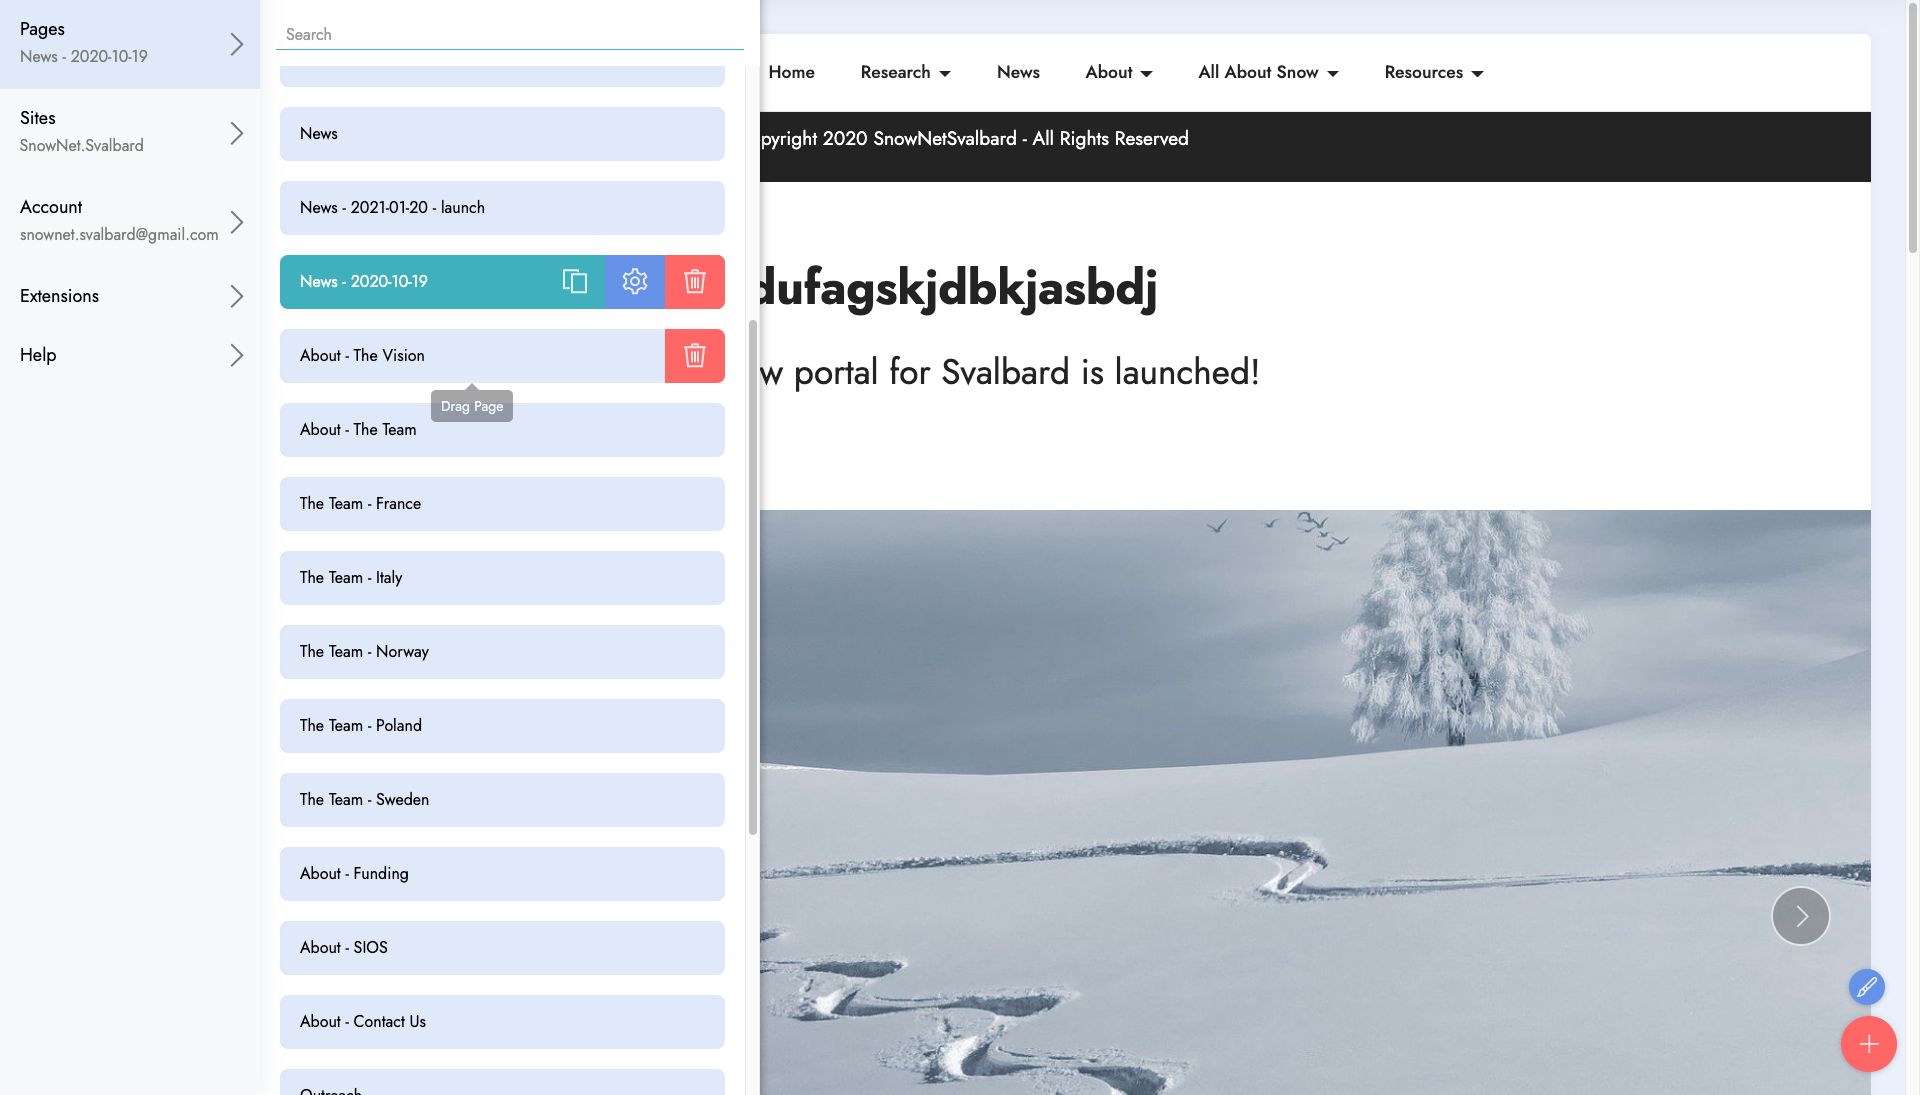 Pages
News - 2020-10-19
Sites
SnowNet.Svalbard
Account
snownet.svalbard@gmail.com
Extensions
Help
Search
News
News - 2021-01-20 - launch
News - 2020-10-19
About - The Vision
Drag Page
About - The Team
The Team - France
The Team - Italy
The Team - Norway
The Team - Poland
The Team - Sweden
About - Funding
About - SIOS
About - Contact Us
Outreach
Home Research News About All About Snow Resources
pyright 2020 SnowNetSvalbard - All Rights Reserved
dufagskjdbkjasbdj
w portal for Svalbard is launched!